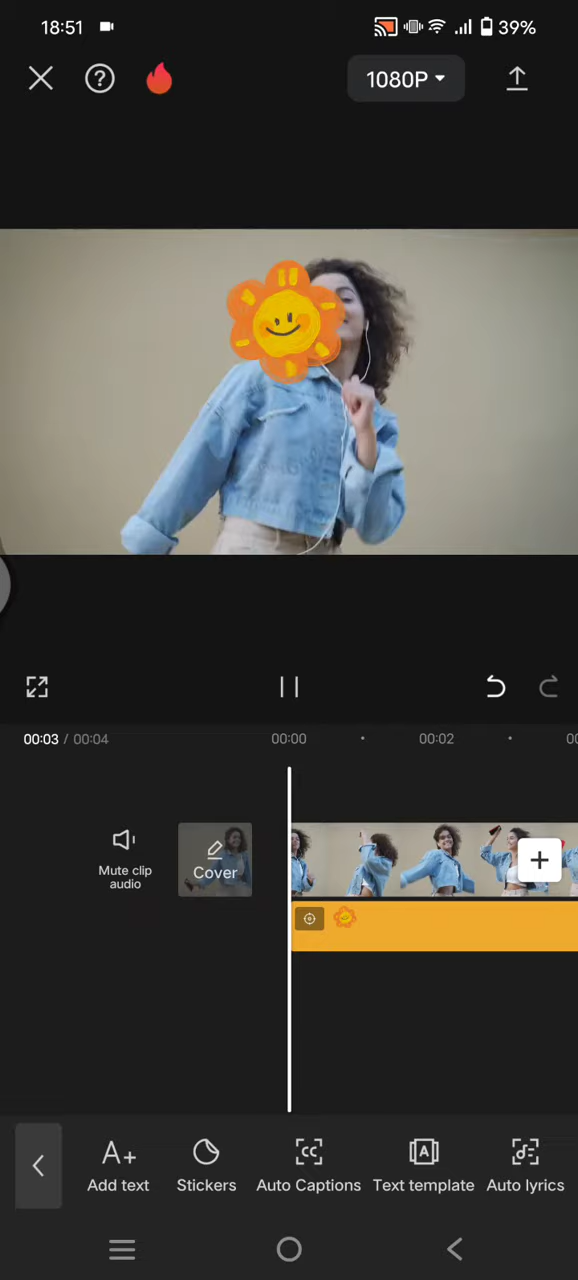 18:51
39%
1080P
00:03 / 00:04
00:00
00:02
Mute clip
audio
Cover
Add text
Stickers
Auto Captions
Text template
Auto lyrics